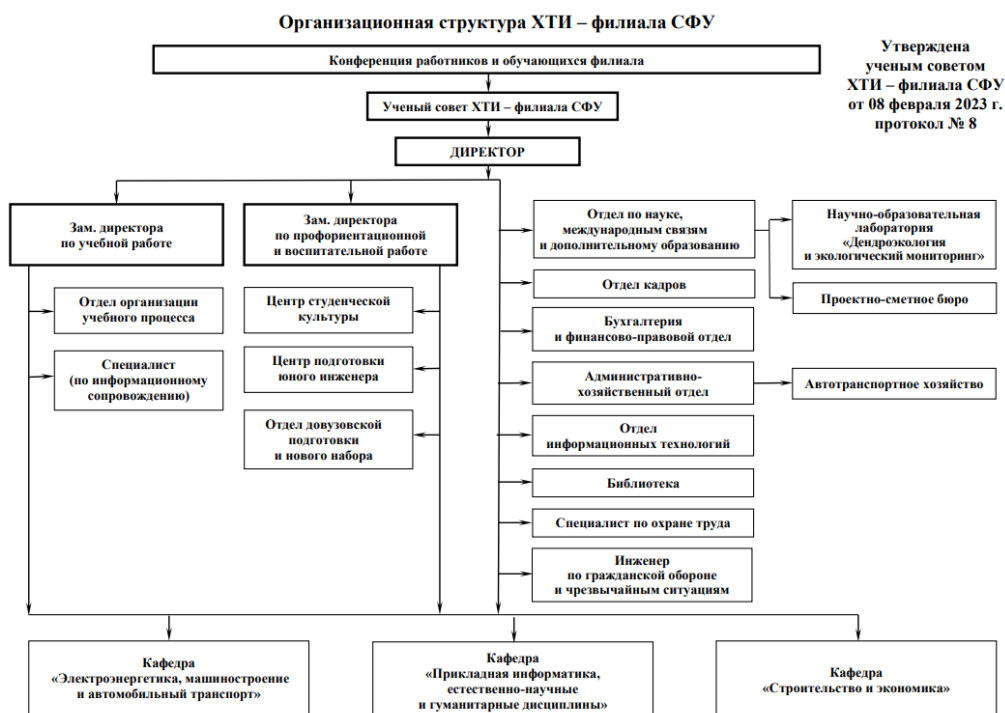 Организационная структура ХТИ – филиала СФУ
Утверждена
ученым советом
ХТИ – филиала СФУ
от 08 февраля 2023 г.
протокол № 8
Конференция работников и обучающихся филиала
Ученый совет ХТИ – филиала СФУ
ДИРЕКТОР
Зам. директора
по учебной работе
Зам. директора
по профориентационной
и воспитательной работе
Отдел по науке,
международным связям
и дополнительному образованию
Научно-образовательная
лаборатория
«Дендроэкология
и экологический мониторинг»
Отдел организации
учебного процесса
Центр студенческой
культуры
Отдел кадров
Проектно-сметное бюро
Бухгалтерия
и финансово-правовой отдел
Специалист
(по информационному
сопровождению)
Центр подготовки
юного инженера
Административно-
хозяйственный отдел
Автотранспортное хозяйство
Отдел довузовской
подготовки
и нового набора
Отдел
информационных технологий
Библиотека
Специалист по охране труда
Инженер
по гражданской обороне
и чрезвычайным ситуациям
Кафедра
«Электроэнергетика, машиностроение
и автомобильный транспорт»
Кафедра
«Прикладная информатика,
естественно-научные
и гуманитарные дисциплины»
Кафедра
«Строительство и экономика»